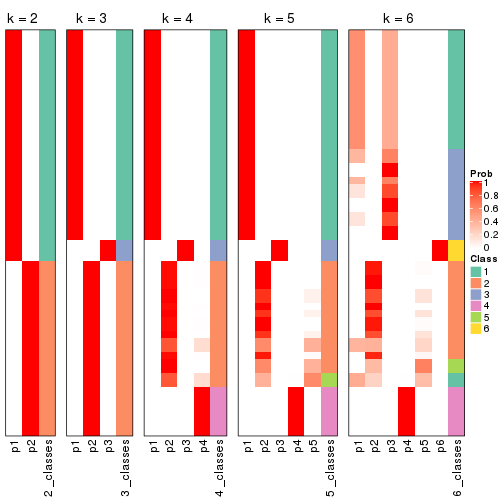 k = 2
k = 3
k = 4
k = 5
k = 6
Prob
1
0.8
0.6
0.4
0.2
0
Class
1
2
3
4
5
6
p1
p2
2_classes
p1
p2
p3
3_classes
p1
p2
p3
p4
4_classes
p1
p2
p3
p4
p5
5_classes
p1
p2
p3
p4
p5
p6
6_classes